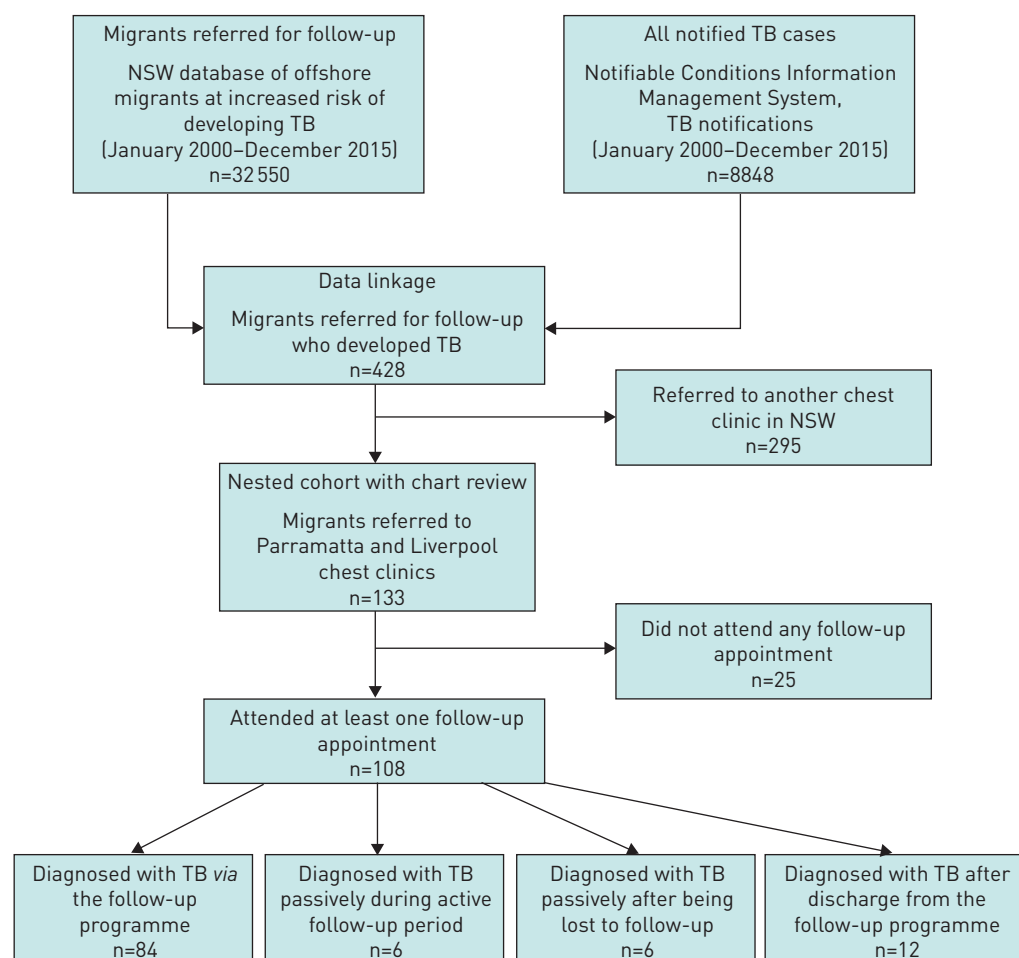 Migrants referred for follow-up
NSW database of offshore
migrants at increased risk of
developing TB
(January 2000–December 2015)
n=32 550
All notified TB cases
Notifiable Conditions Information
Management System,
TB notifications
(January 2000–December 2015)
n=8848
Data linkage
Migrants referred for follow-up
who developed TB
n=428
Referred to another chest
clinic in NSW
n=295
Nested cohort with chart review
Migrants referred to
Parramatta and Liverpool
chest clinics
n=133
Did not attend any follow-up
appointment
n=25
Attended at least one follow-up
appointment
n=108
Diagnosed with TB via
the follow-up
programme
n=84
Diagnosed with TB
passively during active
follow-up period
n=6
Diagnosed with TB
passively after being
lost to follow-up
n=6
Diagnosed with TB after
discharge from the
follow-up programme
n=12